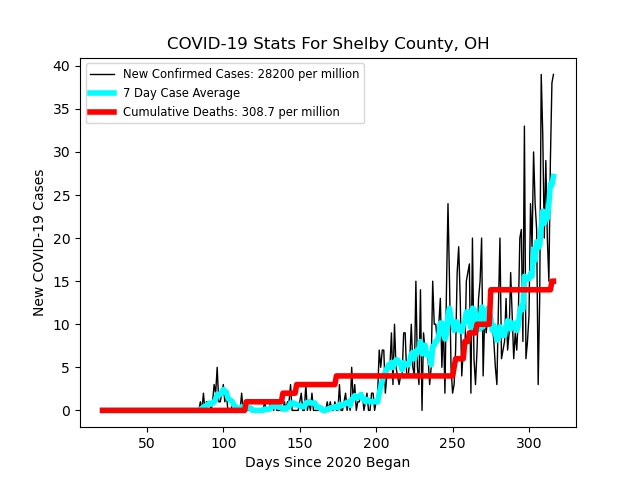 COVID-19 Stats For Shelby County, OH
New Confirmed Cases: 28200 per million
7 Day Case Average
Cumulative Deaths: 308.7 per million
New COVID-19 Cases
40
35
30
25
20
15
10
5
0
50 100 150 200 250 300
Days Since 2020 Began